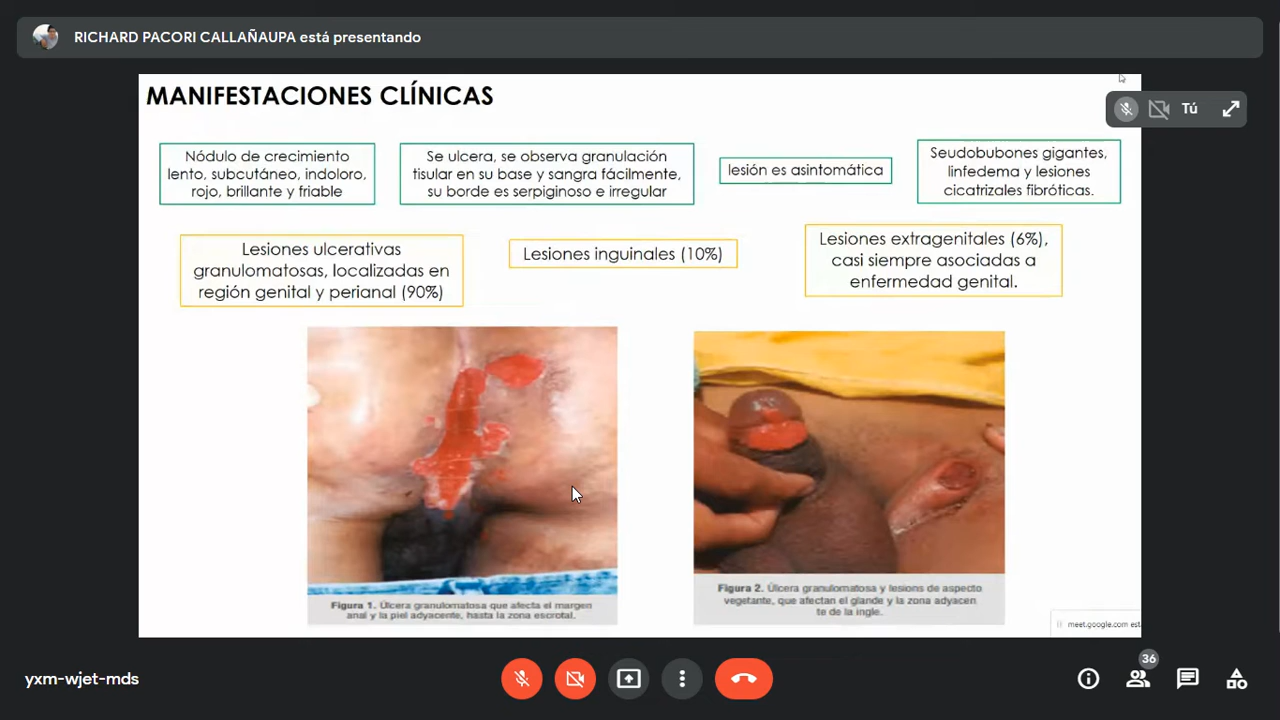 RICHARD PACORI CALLAÑAUPA está presentando
MANIFESTACIONES CLÍNICAS
Tú
Nódulo de crecimiento
lento, subcutáneo, indoloro,
rojo, brillante y friable
Se ulcera, se observa granulación
tisular en su base y sangra fácilmente,
su borde es serpiginoso e irregular
lesión es asintomática
Seudobubones gigantes,
linfedema y lesiones
cicatrizales fibróticas.
Lesiones ulcerativas
granulomatosas, localizadas en
región genital y perianal (90%)
Lesiones inguinales (10%)
Lesiones extragenitales (6%),
casi siempre asociadas a
enfermedad genital.
Figura 1. Úlcera granulomatosa que afecta el margen
anal y la piel adyacente, hasta la zona escrotal.
Figura 2. Úlcera granulomatosa y lesions de aspecto
vegetante, que afectan el glande y la zona adyacen
te de la ingle.
meet.google.com est
yxm-wjet-mds
36